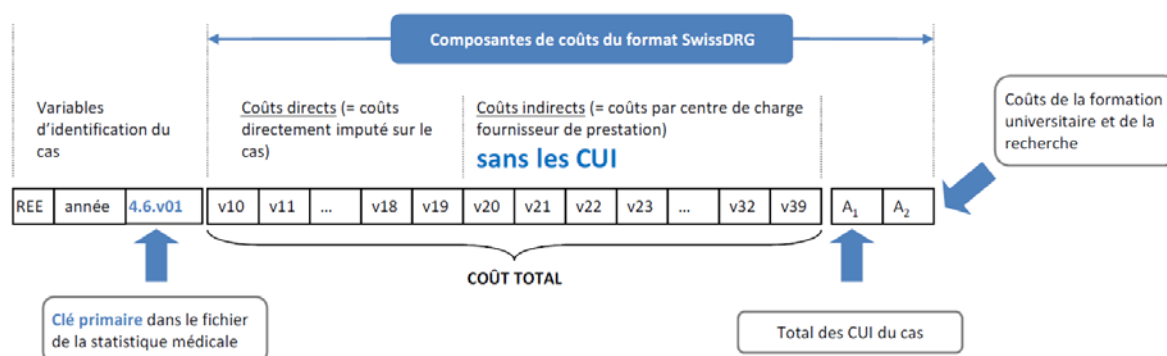 Composantes de coûts du format SwissDRG
Variables
d'identification du
cas
Coûts directs (= coûts
directement imputé sur le
cas)
Coûts indirects (= coûts par centre de charge
fournisseur de prestation)
sans les CUI
Coûts de la formation
universitaire et de la
recherche
REE année 4.6.v01 v10 v11 ... v18 v19 v20 v21 v22 v23 ... v32 v39 A1 A2
COÛT TOTAL
Clé primaire dans le fichier
de la statistique médicale
Total des CUI du cas